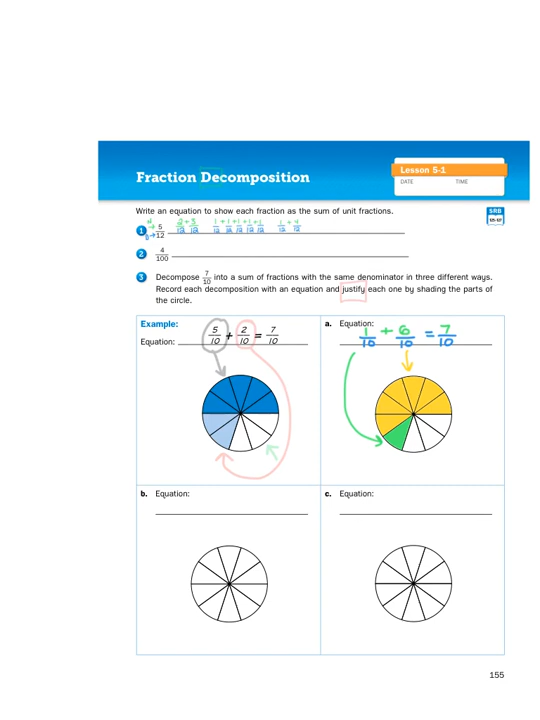 Fraction Decomposition
Lesson 5-1
DATE TIME
SRB
Write an equation to show each fraction as the sum of unit fractions.
1 5/12 2/12 + 3/12 1/12 + 1/12 + 1/12 + 1/12 + 1/12 1/12 + 4/12
2 4/100
3 Decompose 7/10 into a sum of fractions with the same denominator in three different ways.
Record each decomposition with an equation and justify each one by shading the parts of
the circle.
Example:
Equation: 5/10 + 2/10 = 7/10
a. Equation: 1/10 + 6/10 = 7/10
b. Equation:
c. Equation:
155